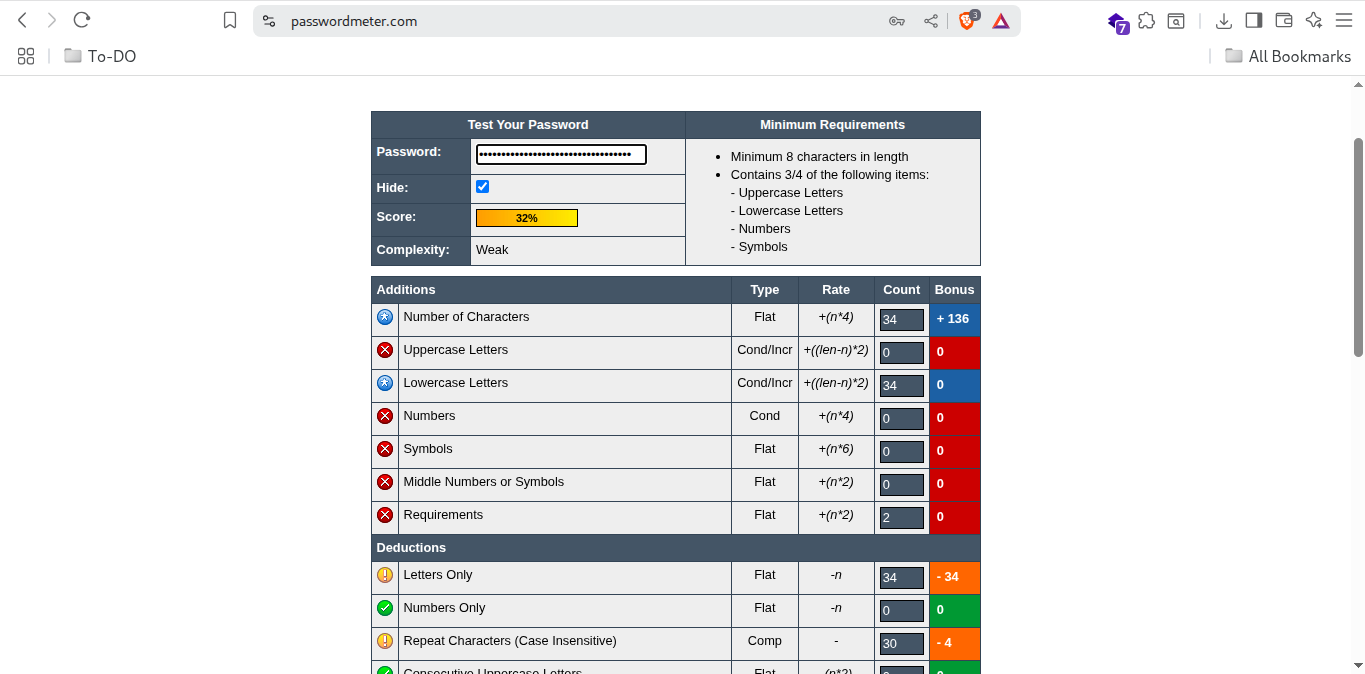 passwordmeter.com
3
7
To-DO
All Bookmarks
Test Your Password
Minimum Requirements
Password:
••••••••••••••••••••••••••••••••••
Hide:
Score:
32%
Complexity:
Weak
• Minimum 8 characters in length
• Contains 3/4 of the following items:
- Uppercase Letters
- Lowercase Letters
- Numbers
- Symbols
Additions Type Rate Count Bonus
Number of Characters Flat +(n*4) 34 + 136
Uppercase Letters Cond/Incr +((len-n)*2) 0 0
Lowercase Letters Cond/Incr +((len-n)*2) 34 0
Numbers Cond +(n*4) 0 0
Symbols Flat +(n*6) 0 0
Middle Numbers or Symbols Flat +(n*2) 0 0
Requirements Flat +(n*2) 2 0
Deductions
Letters Only Flat -n 34 - 34
Numbers Only Flat -n 0 0
Repeat Characters (Case Insensitive) Comp - 30 - 4
Consecutive Uppercase Letters Flat -(n*2)